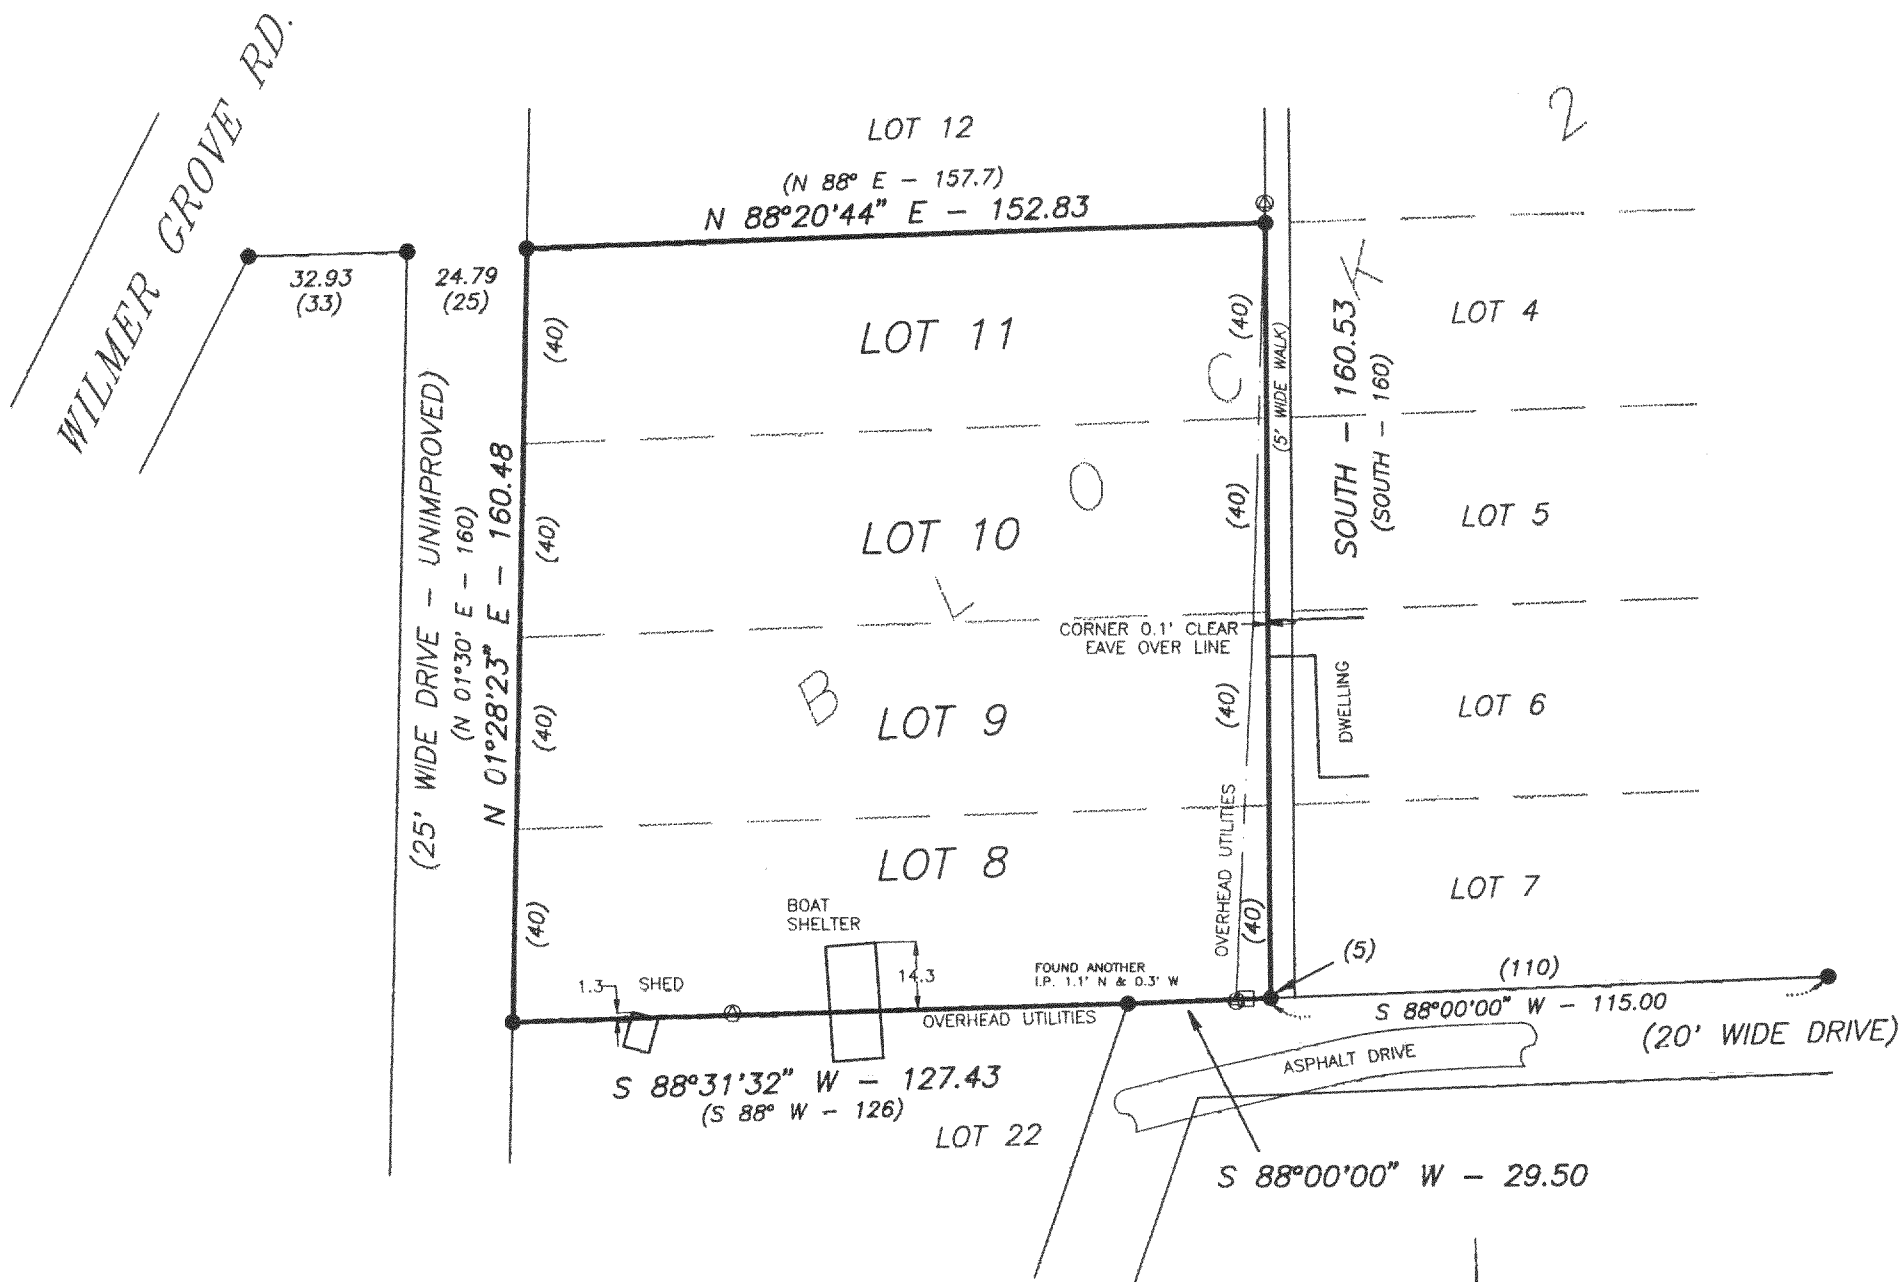 WILMER GROVE RD.
2
LOT 12
(N 88° E - 157.7)
N 88°20'44" E - 152.83
32.93
(33)
24.79
(25)
(40)
LOT 11
(40)
(5' WIDE WALK)
SOUTH - 160.53
(SOUTH - 160)
LOT 4
(25' WIDE DRIVE - UNIMPROVED)
(N 01°30' E - 160)
N 01°28'23" E - 160.48
(40)
LOT 10
(40)
LOT 5
BLOCK
CORNER 0.1' CLEAR
EAVE OVER LINE
(40)
LOT 9
(40)
DWELLING
LOT 6
LOT 8
(40)
OVERHEAD UTILITIES
(40)
LOT 7
BOAT
SHELTER
14.3
1.3
SHED
FOUND ANOTHER
I.P. 1.1' N & 0.3' W
(5)
(110)
S 88°00'00" W - 115.00
(20' WIDE DRIVE)
OVERHEAD UTILITIES
ASPHALT DRIVE
S 88°31'32" W - 127.43
(S 88° W - 126)
LOT 22
S 88°00'00" W - 29.50